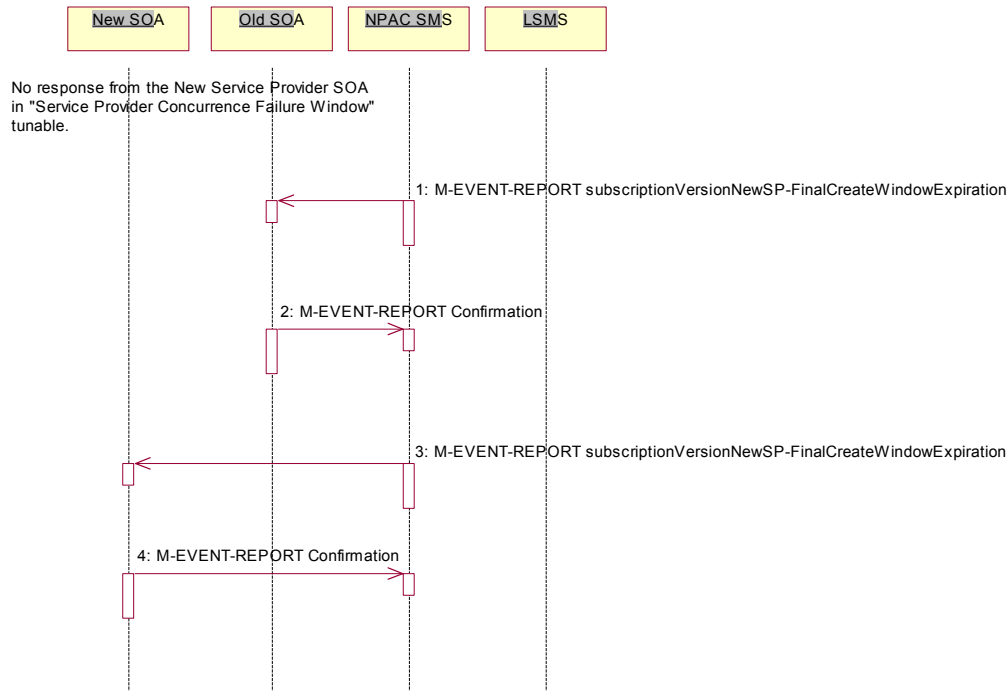 New SOA
Old SOA
NPAC SMS
LSMS
No response from the New Service Provider SOA
in "Service Provider Concurrence Failure Window"
tunable.
1: M-EVENT-REPORT subscriptionVersionNewSP-FinalCreateWindowExpiration
2: M-EVENT-REPORT Confirmation
3: M-EVENT-REPORT subscriptionVersionNewSP-FinalCreateWindowExpiration
4: M-EVENT-REPORT Confirmation